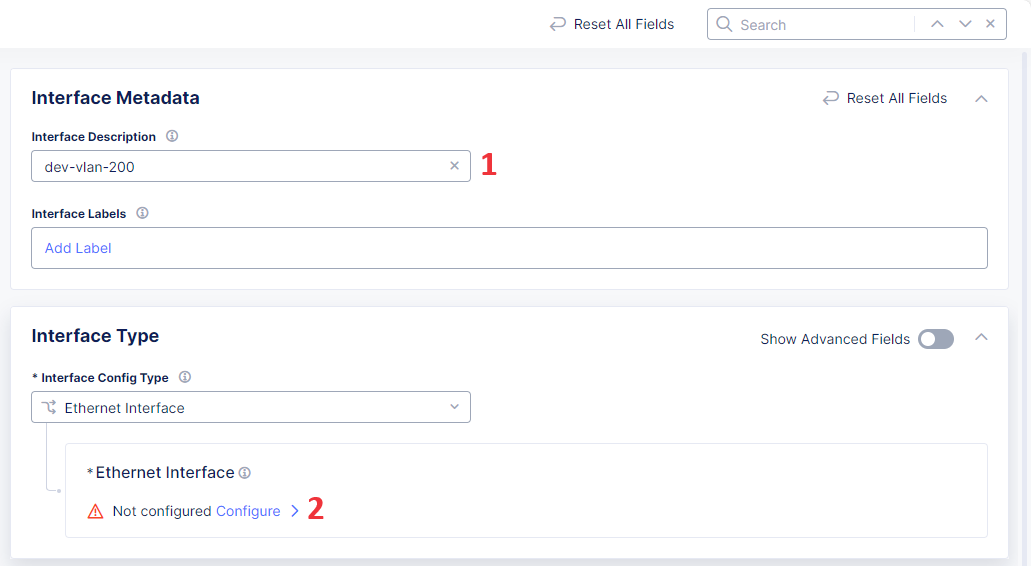 Reset All Fields
Search
Interface Metadata
Reset All Fields
Interface Description
dev-vlan-200
1
Interface Labels
Add Label
Interface Type
Show Advanced Fields
* Interface Config Type
Ethernet Interface
*Ethernet Interface
Not configured Configure
2